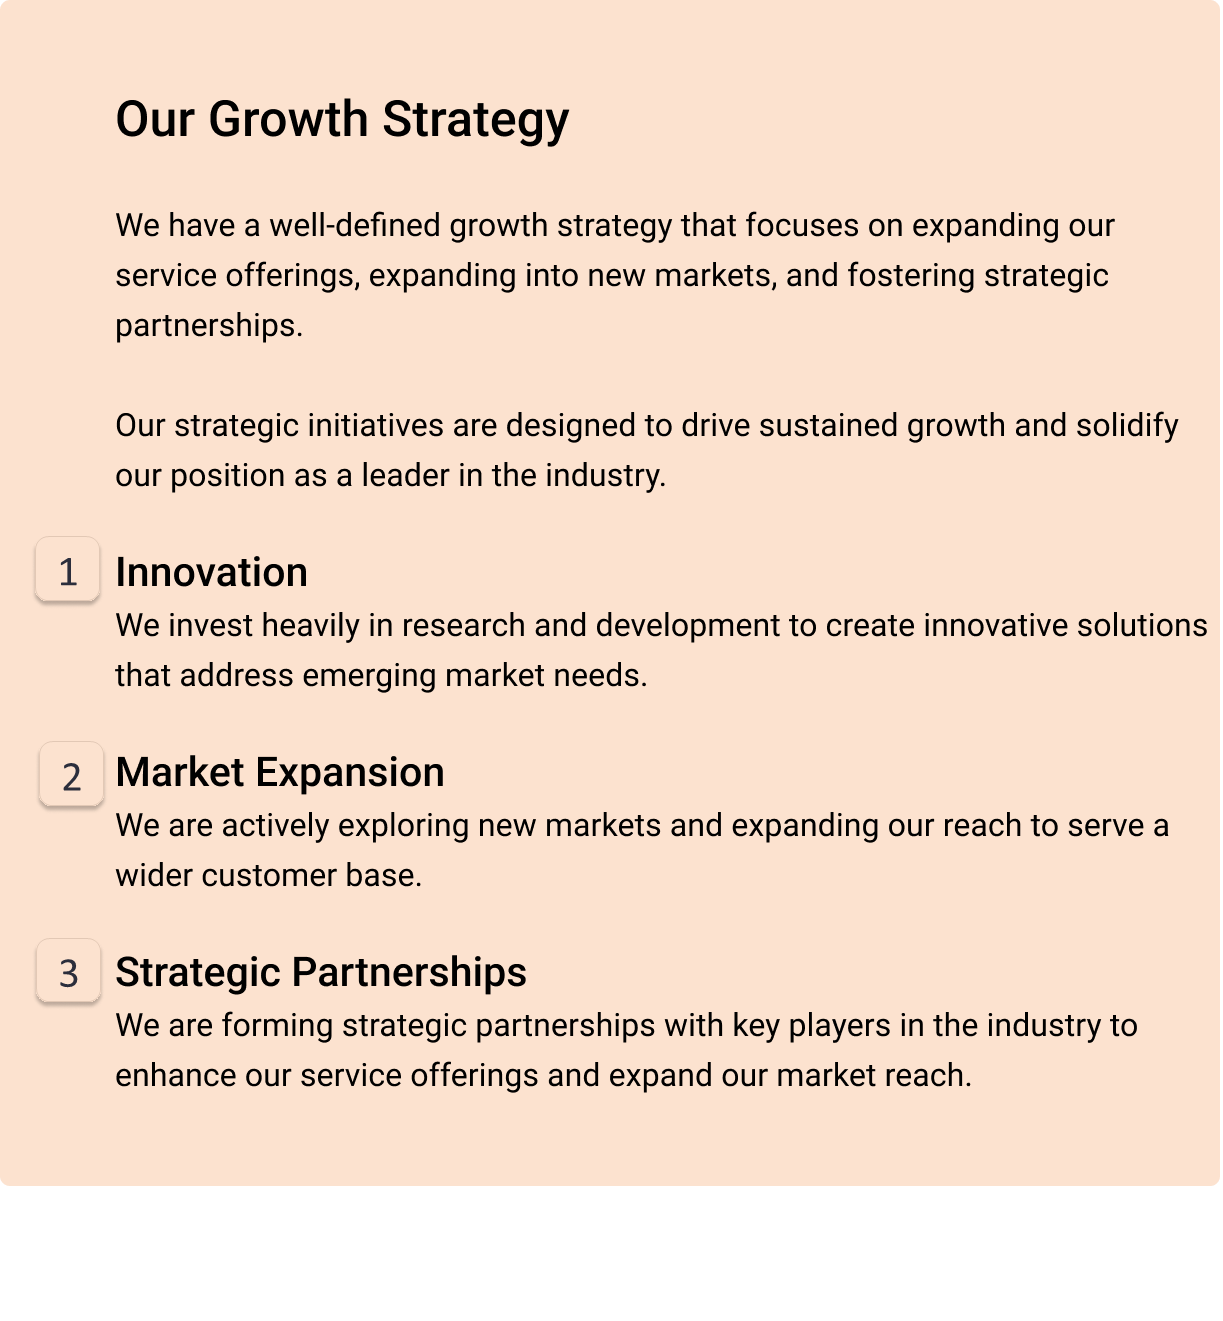 Our Growth Strategy
We have a well-defined growth strategy that focuses on expanding our
service offerings, expanding into new markets, and fostering strategic
partnerships.
Our strategic initiatives are designed to drive sustained growth and solidify
our position as a leader in the industry.
1 Innovation
We invest heavily in research and development to create innovative solutions
that address emerging market needs.
2 Market Expansion
We are actively exploring new markets and expanding our reach to serve a
wider customer base.
3 Strategic Partnerships
We are forming strategic partnerships with key players in the industry to
enhance our service offerings and expand our market reach.